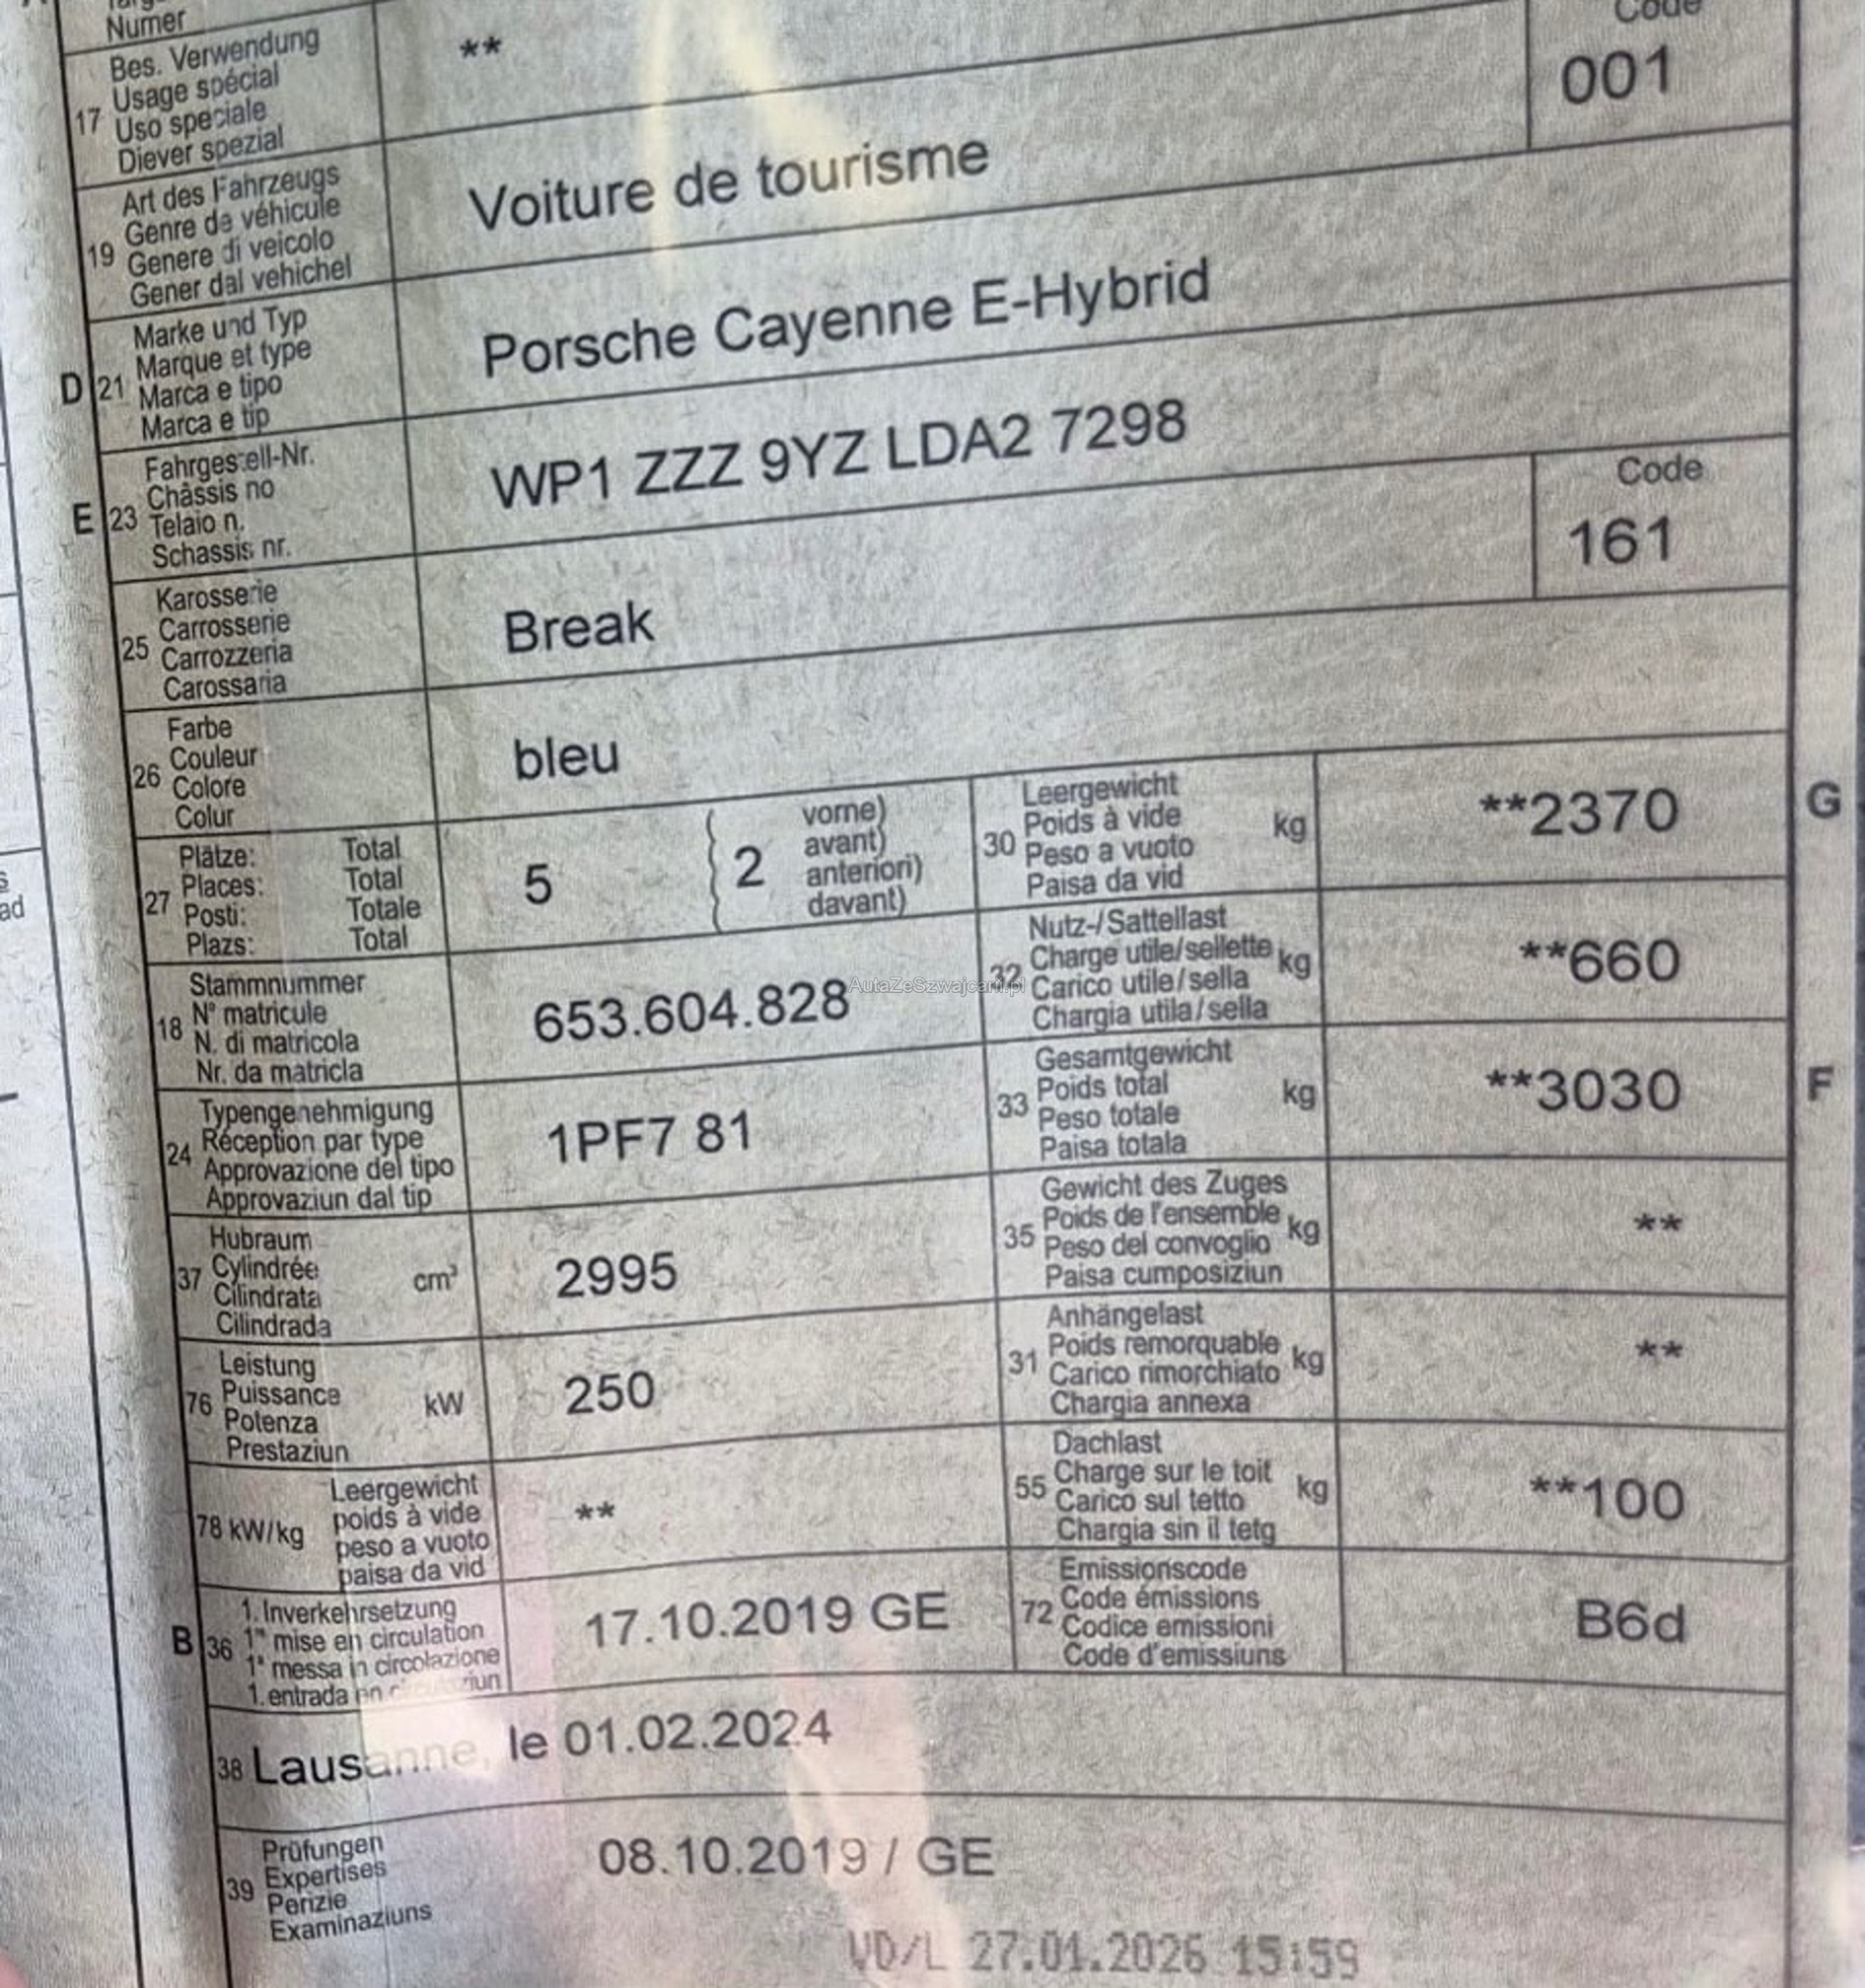 Numer
17
Bes. Verwendung
Usage spécial
Uso speciale
Diever spezial
**
Code
001
19
Art des Fahrzeugs
Genre de véhicule
Genere di veicolo
Gener dal vehichel
Voiture de tourisme
D 21
Marke und Typ
Marque et type
Marca e tipo
Marca e tip
Porsche Cayenne E-Hybrid
E 23
Fahrgestell-Nr.
Châssis no
Telaio n.
Schassis nr.
WP1 ZZZ 9YZ LDA2 7298
25
Karosserie
Carrosserie
Carrozzeria
Carossaria
Break
Code
161
26
Farbe
Couleur
Colore
Colur
bleu
27
Plätze: Total
Places: Total
Posti: Totale
Plazs: Total
5
2
vorne)
avant)
anteriori)
davant)
30
Leergewicht
Poids à vide
Peso a vuoto
Paisa da vid
kg
**2370
G
18
Stammnummer
N° matricule
N. di matricola
Nr. da matricla
653.604.828
AutaZeSzwajcarii.pl
32
Nutz-/Sattellast
Charge utile/sellette
Carico utile/sella
Chargia utila/sella
kg
**660
24
Typengenehmigung
Réception par type
Approvazione del tipo
Approvaziun dal tip
1PF7 81
33
Gesamtgewicht
Poids total
Peso totale
Paisa totala
kg
**3030
F
37
Hubraum
Cylindrée
Cilindrata
Cilindrada
cm³
2995
35
Gewicht des Zuges
Poids de l'ensemble
Peso del convoglio
Paisa cumposiziun
kg
**
76
Leistung
Puissance
Potenza
Prestaziun
kW
250
31
Anhängelast
Poids remorquable
Carico rimorchiato
Chargia annexa
kg
**
78 kW/kg
Leergewicht
poids à vide
peso a vuoto
paisa da vid
**
55
Dachlast
Charge sur le toit
Carico sul tetto
Chargia sin il tetg
kg
**100
B 36
1. Inverkehrsetzung
1re mise en circulation
1a messa in circolazione
1. entrada en
17.10.2019 GE
72
Emissionscode
Code émissions
Codice emissioni
Code d'emissiuns
B6d
38 Lausanne, le 01.02.2024
39
Prüfungen
Expertises
Perizie
Examinaziuns
08.10.2019 / GE
VD/L 27.01.2026 15:59